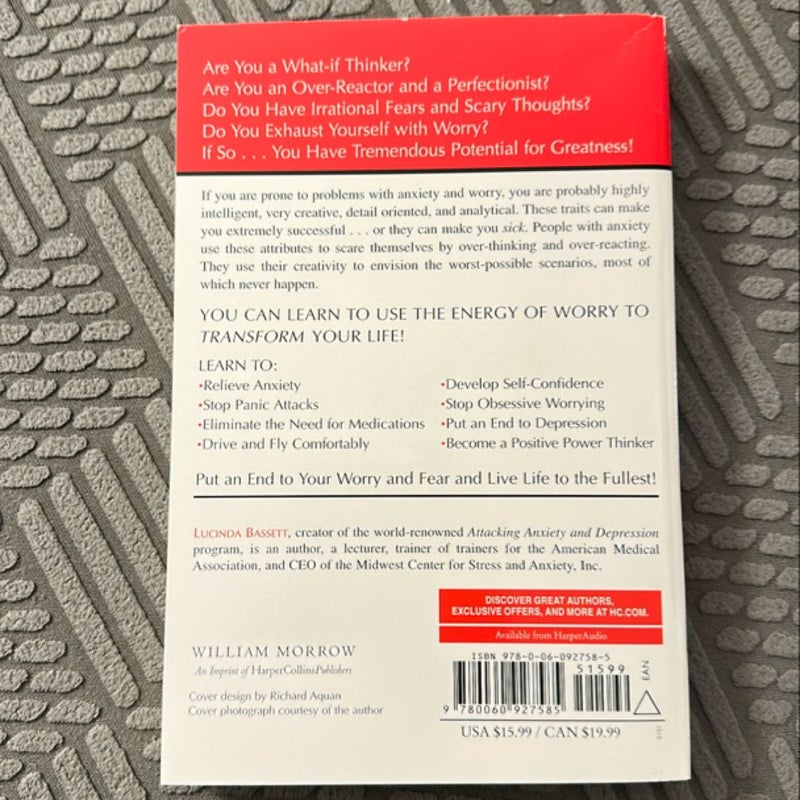 Are You a What-if Thinker?
Are You an Over-Reactor and a Perfectionist?
Do You Have Irrational Fears and Scary Thoughts?
Do You Exhaust Yourself with Worry?
If So . . . You Have Tremendous Potential for Greatness!
If you are prone to problems with anxiety and worry, you are probably highly
intelligent, very creative, detail oriented, and analytical. These traits can make
you extremely successful . . . or they can make you sick. People with anxiety
use these attributes to scare themselves by over-thinking and over-reacting.
They use their creativity to envision the worst-possible scenarios, most of
which never happen.
YOU CAN LEARN TO USE THE ENERGY OF WORRY TO
TRANSFORM YOUR LIFE!
LEARN TO:
•Relieve Anxiety
•Stop Panic Attacks
•Eliminate the Need for Medications
•Drive and Fly Comfortably
•Develop Self-Confidence
•Stop Obsessive Worrying
•Put an End to Depression
•Become a Positive Power Thinker
Put an End to Your Worry and Fear and Live Life to the Fullest!
LUCINDA BASSETT, creator of the world-renowned Attacking Anxiety and Depression
program, is an author, a lecturer, trainer of trainers for the American Medical
Association, and CEO of the Midwest Center for Stress and Anxiety, Inc.
DISCOVER GREAT AUTHORS,
EXCLUSIVE OFFERS, AND MORE AT HC.COM.
Available from HarperAudio
WILLIAM MORROW
An Imprint of HarperCollinsPublishers
Cover design by Richard Aquan
Cover photograph courtesy of the author
ISBN 978-0-06-092758-5
51599
EAN
9 780060 927585
USA $15.99 / CAN $19.99